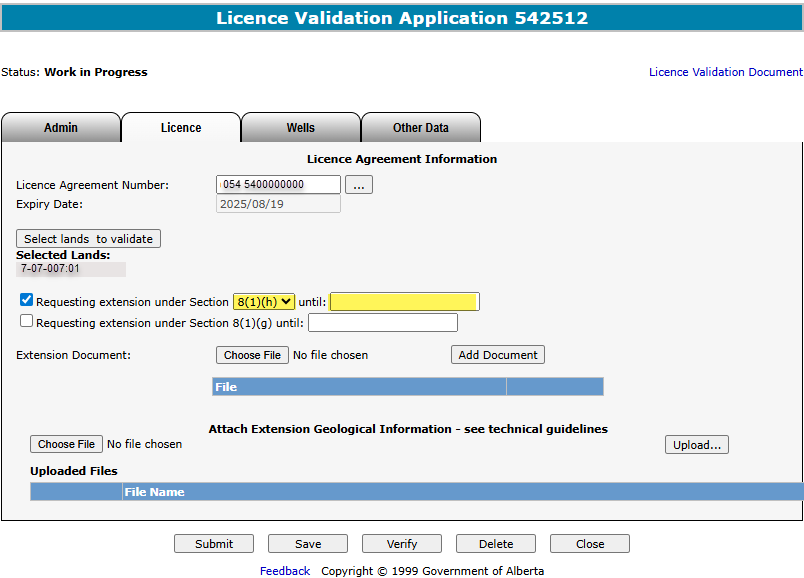 Licence Validation Application 542512
Status: Work in Progress
Licence Validation Document
Admin
Licence
Wells
Other Data
Licence Agreement Information
Licence Agreement Number: 054 5400000000 ...
Expiry Date: 2025/08/19
Select lands to validate
Selected Lands:
7-07-007:01
Requesting extension under Section 8(1)(h) until:
Requesting extension under Section 8(1)(g) until:
Extension Document: Choose File No file chosen Add Document
File
Attach Extension Geological Information - see technical guidelines
Choose File No file chosen Upload...
Uploaded Files
File Name
Submit Save Verify Delete Close
Feedback Copyright © 1999 Government of Alberta